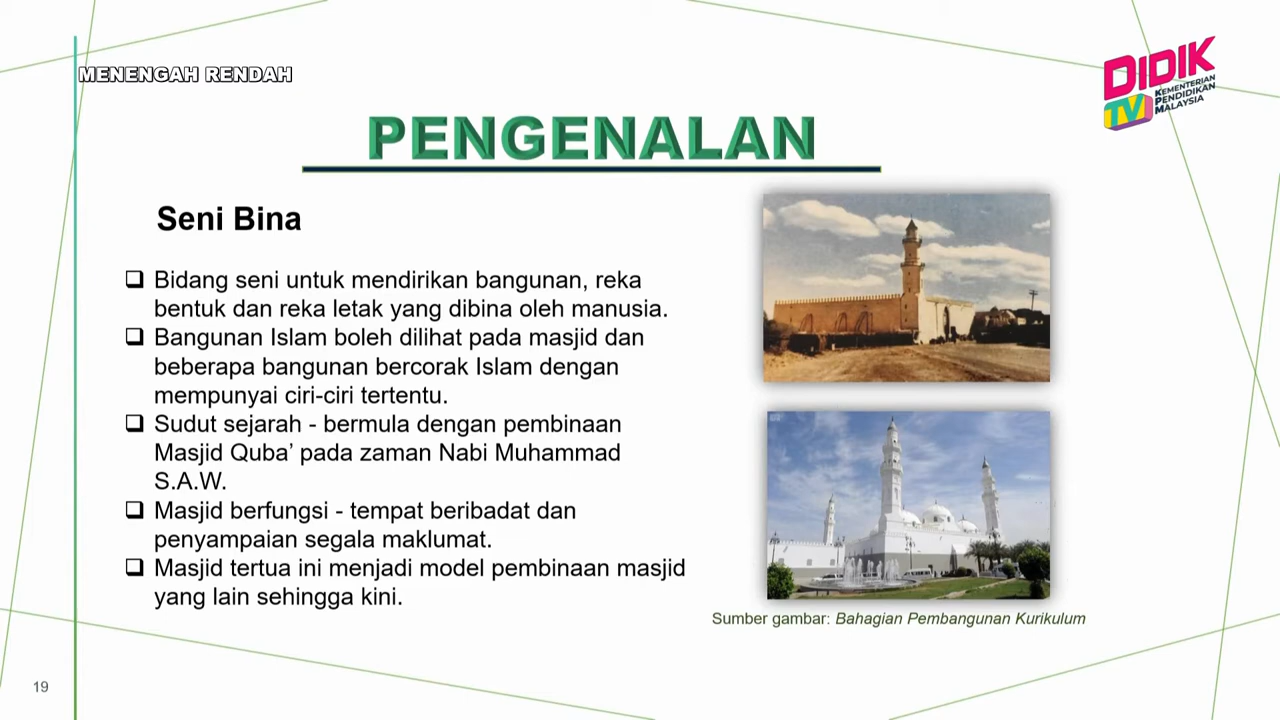 MENENGAH RENDAH
DIDIK
TV
KEMENTERIAN
PENDIDIKAN
MALAYSIA
PENGENALAN
Seni Bina
❑ Bidang seni untuk mendirikan bangunan, reka
bentuk dan reka letak yang dibina oleh manusia.
❑ Bangunan Islam boleh dilihat pada masjid dan
beberapa bangunan bercorak Islam dengan
mempunyai ciri-ciri tertentu.
❑ Sudut sejarah - bermula dengan pembinaan
Masjid Quba’ pada zaman Nabi Muhammad
S.A.W.
❑ Masjid berfungsi - tempat beribadat dan
penyampaian segala maklumat.
❑ Masjid tertua ini menjadi model pembinaan masjid
yang lain sehingga kini.
Sumber gambar: Bahagian Pembangunan Kurikulum
19